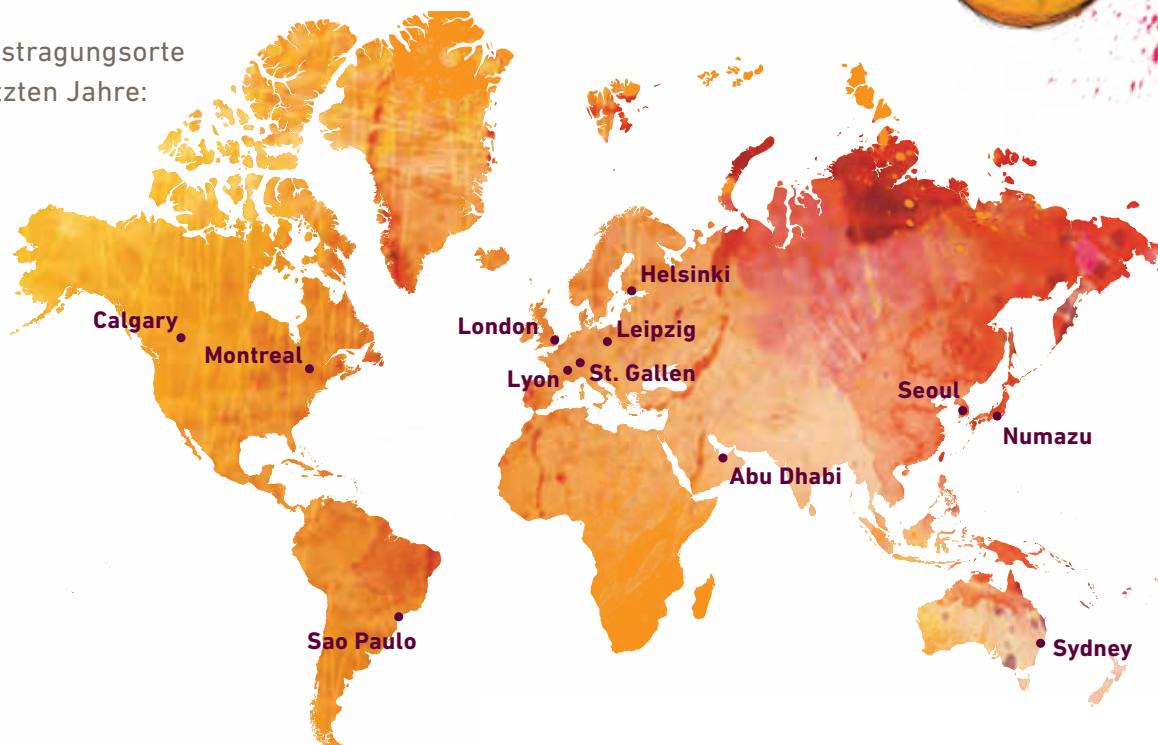 stragungsorte
tzten Jahre:
Helsinki
Calgary
London
Leipzig
Montreal
Lyon
St. Gallen
Seoul
Numazu
Abu Dhabi
Sao Paulo
Sydney